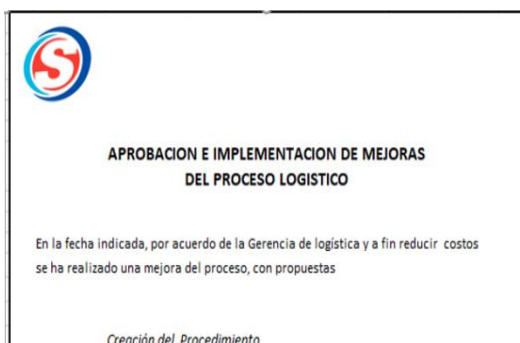 S
APROBACION E IMPLEMENTACION DE MEJORAS
DEL PROCESO LOGISTICO
En la fecha indicada, por acuerdo de la Gerencia de logística y a fin reducir costos
se ha realizado una mejora del proceso, con propuestas
Creación del Procedimiento